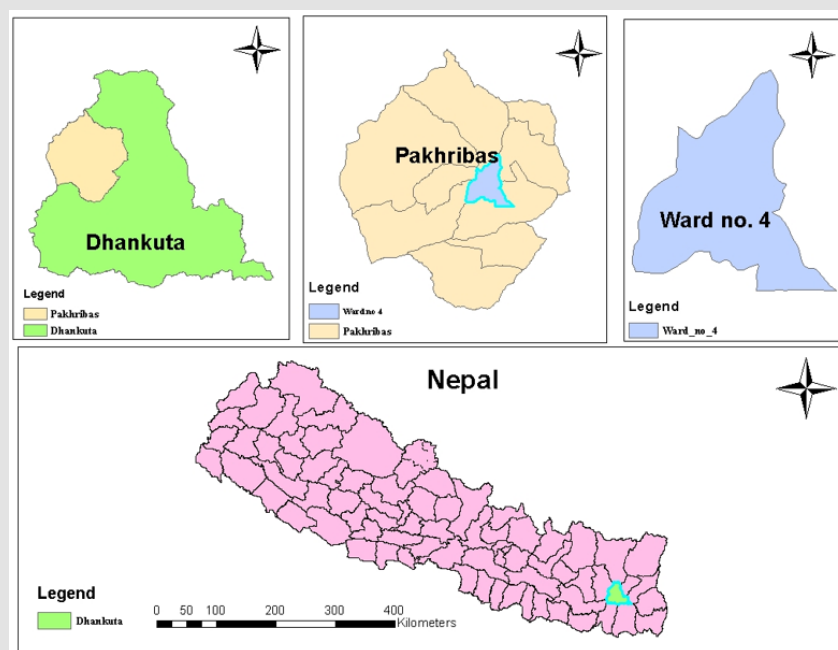 Dhankuta
Legend
Pakhribas
Dhankuta
Pakhribas
Legend
Wardno 4
Pakhribas
Ward no. 4
Legend
Ward_no_4
Nepal
Legend
Dhankuta
0 50 100 200 300 400
Kilometers